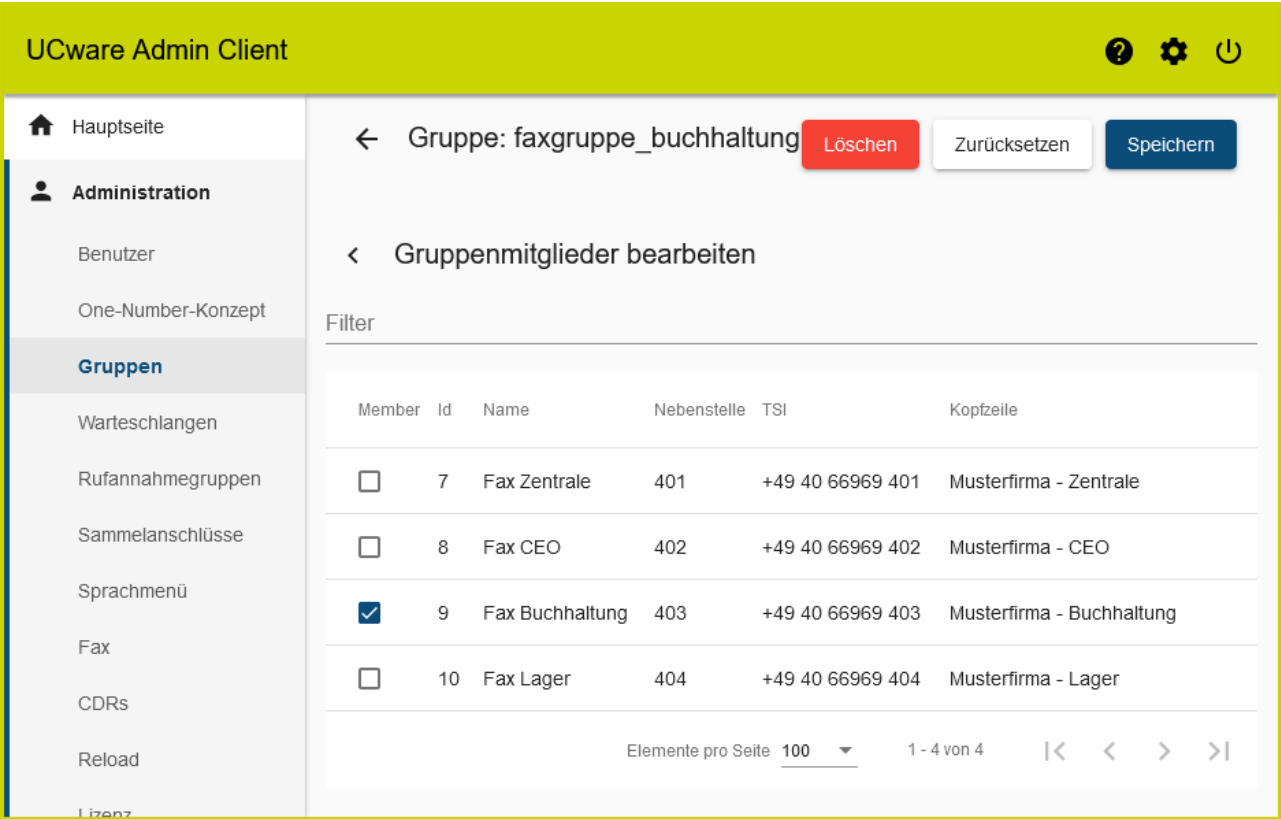 UCware Admin Client
Hauptseite
Administration
Benutzer
One-Number-Konzept
Gruppen
Warteschlangen
Rufannahmegruppen
Sammelanschlüsse
Sprachmenü
Fax
CDRs
Reload
Lizenz
Gruppe: faxgruppe_buchhaltung Löschen Zurücksetzen Speichern
Gruppenmitglieder bearbeiten
Filter
Member Id Name Nebenstelle TSI Kopfzeile
7 Fax Zentrale 401 +49 40 66969 401 Musterfirma - Zentrale
8 Fax CEO 402 +49 40 66969 402 Musterfirma - CEO
9 Fax Buchhaltung 403 +49 40 66969 403 Musterfirma - Buchhaltung
10 Fax Lager 404 +49 40 66969 404 Musterfirma - Lager
Elemente pro Seite 100 1 - 4 von 4